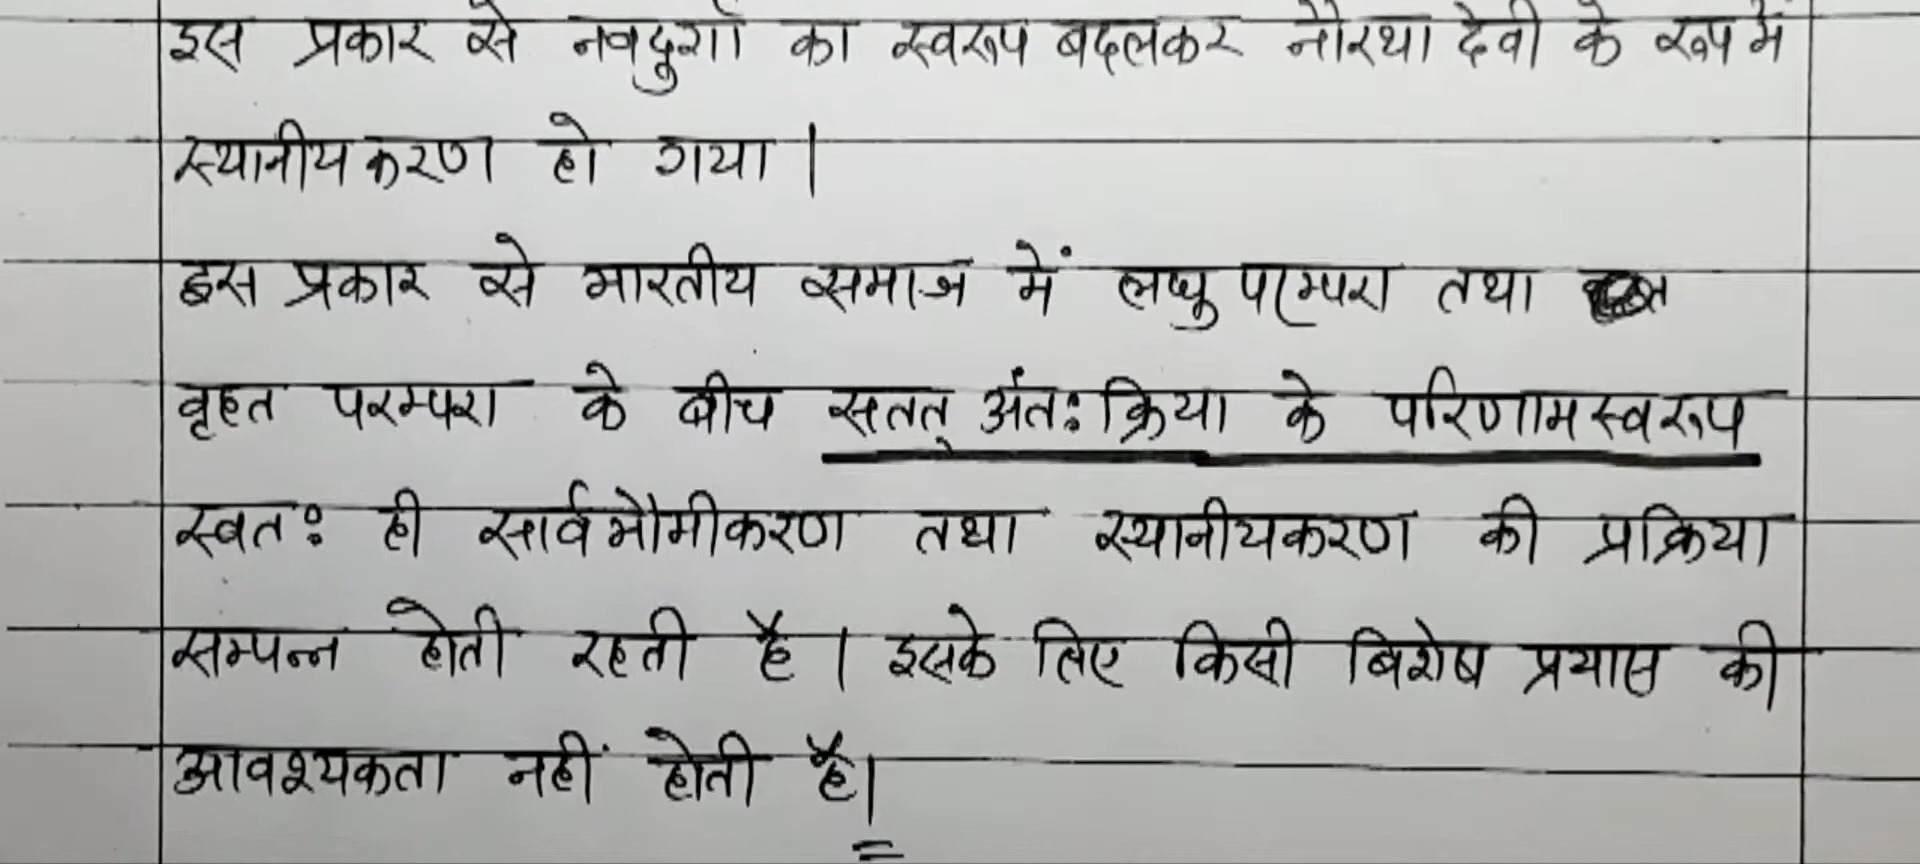 इस प्रकार से नवदुर्गा का स्वरूप बदलकर नौरथा देवी के रूप में
स्थानीयकरण हो गया।
इस प्रकार से भारतीय समाज में लघु परम्परा तथा
वृहत परम्परा के बीच सतत् अंतः क्रिया के परिणामस्वरूप
स्वतः ही सार्वभौमीकरण तथा स्थानीयकरण की प्रक्रिया
सम्पन्न होती रहती है। इसके लिए किसी बिशेष प्रयास की
आवश्यकता नहीं होती है।